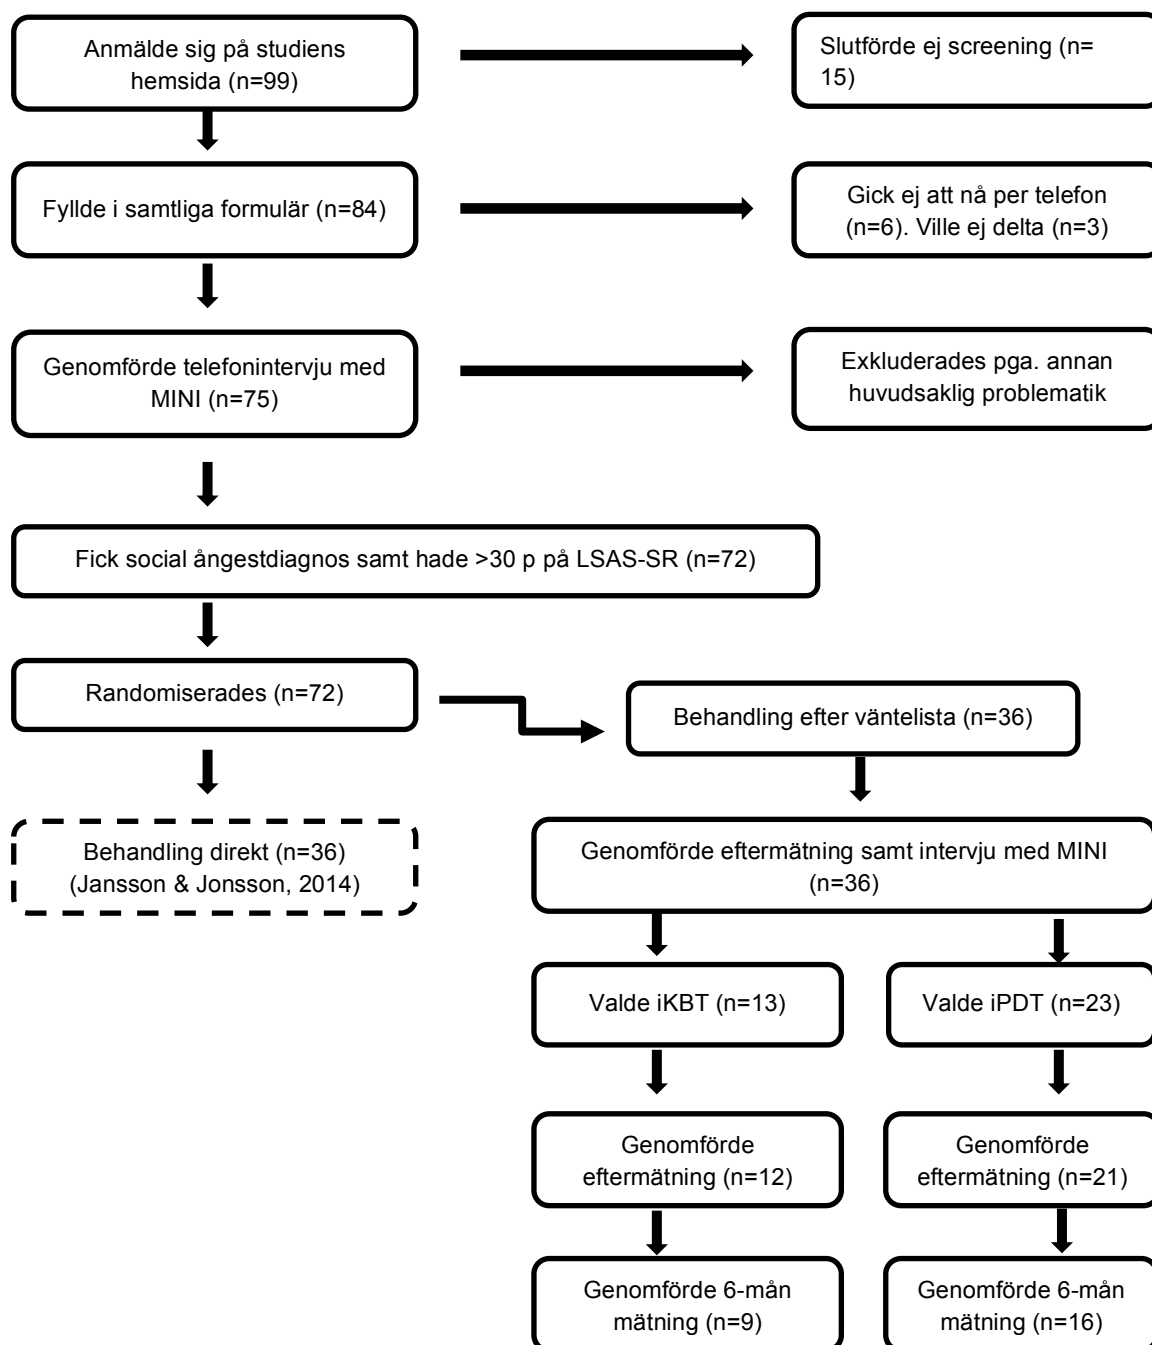 Anmälde sig på studiens
hemsida (n=99)
Slutförde ej screening (n=
15)
Fyllde i samtliga formulär (n=84)
Gick ej att nå per telefon
(n=6). Ville ej delta (n=3)
Genomförde telefonintervju med
MINI (n=75)
Exkluderades pga. annan
huvudsaklig problematik
Fick social ångestdiagnos samt hade >30 p på LSAS-SR (n=72)
Randomiserades (n=72)
Behandling efter väntelista (n=36)
Behandling direkt (n=36)
(Jansson & Jonsson, 2014)
Genomförde eftermätning samt intervju med MINI
(n=36)
Valde iKBT (n=13)
Valde iPDT (n=23)
Genomförde
eftermätning (n=12)
Genomförde
eftermätning (n=21)
Genomförde 6-mån
mätning (n=9)
Genomförde 6-mån
mätning (n=16)